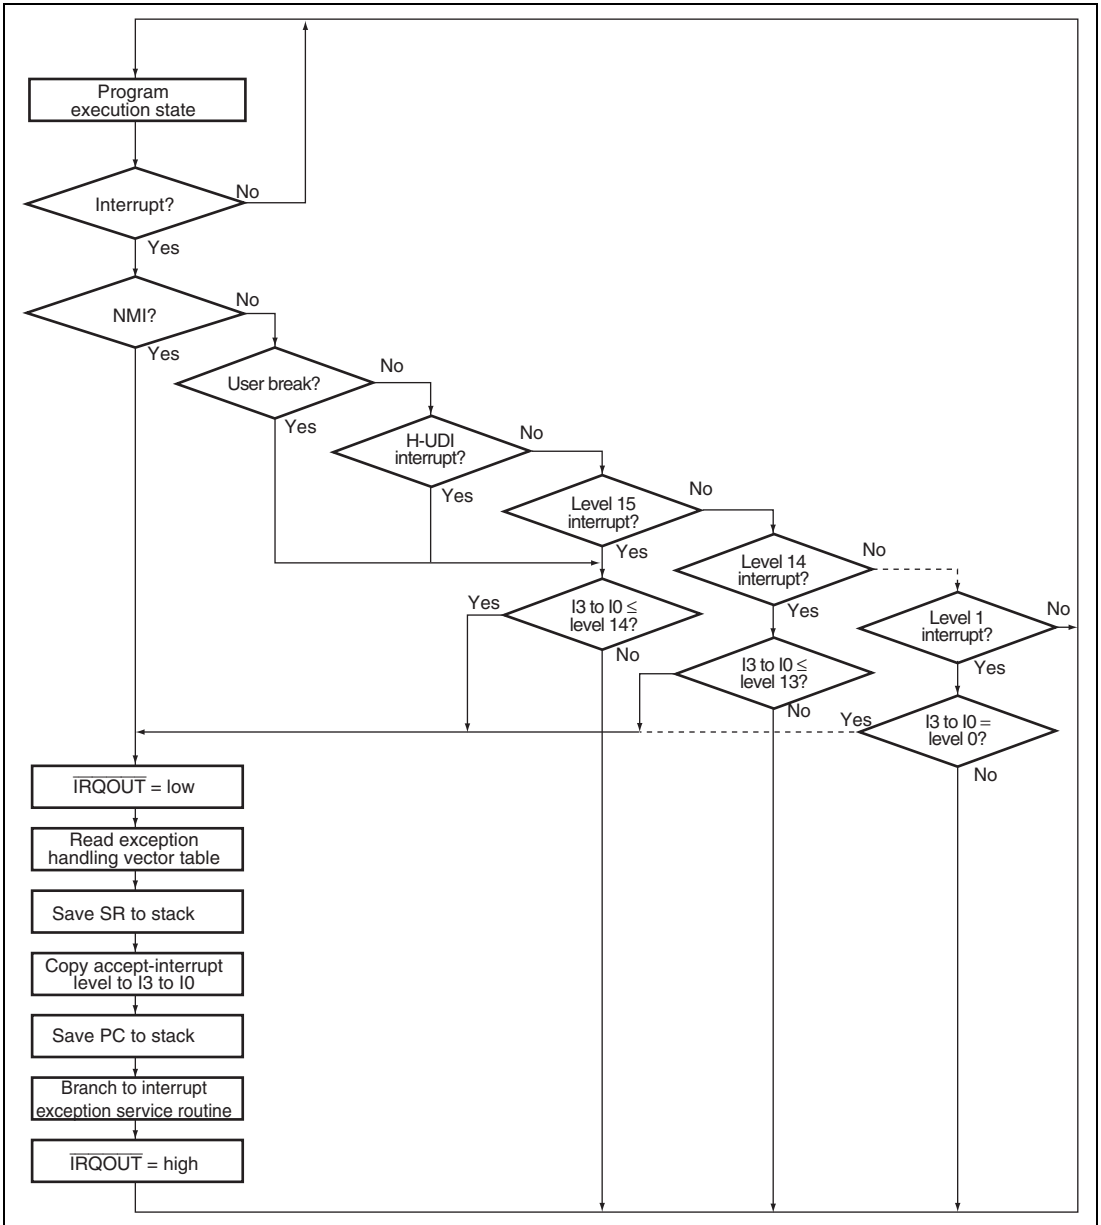 Program
execution state
Interrupt?
No
Yes
NMI?
No
Yes
User break?
No
Yes
H-UDI
interrupt?
No
Yes
Level 15
interrupt?
No
Yes
Level 14
interrupt?
No
Yes
Level 1
interrupt?
No
Yes
I3 to I0 ≦
level 14?
Yes
No
I3 to I0 ≦
level 13?
No
I3 to I0 =
level 0?
Yes
No
IRQOUT = low
Read exception
handling vector table
Save SR to stack
Copy accept-interrupt
level to I3 to I0
Save PC to stack
Branch to interrupt
exception service routine
IRQOUT = high